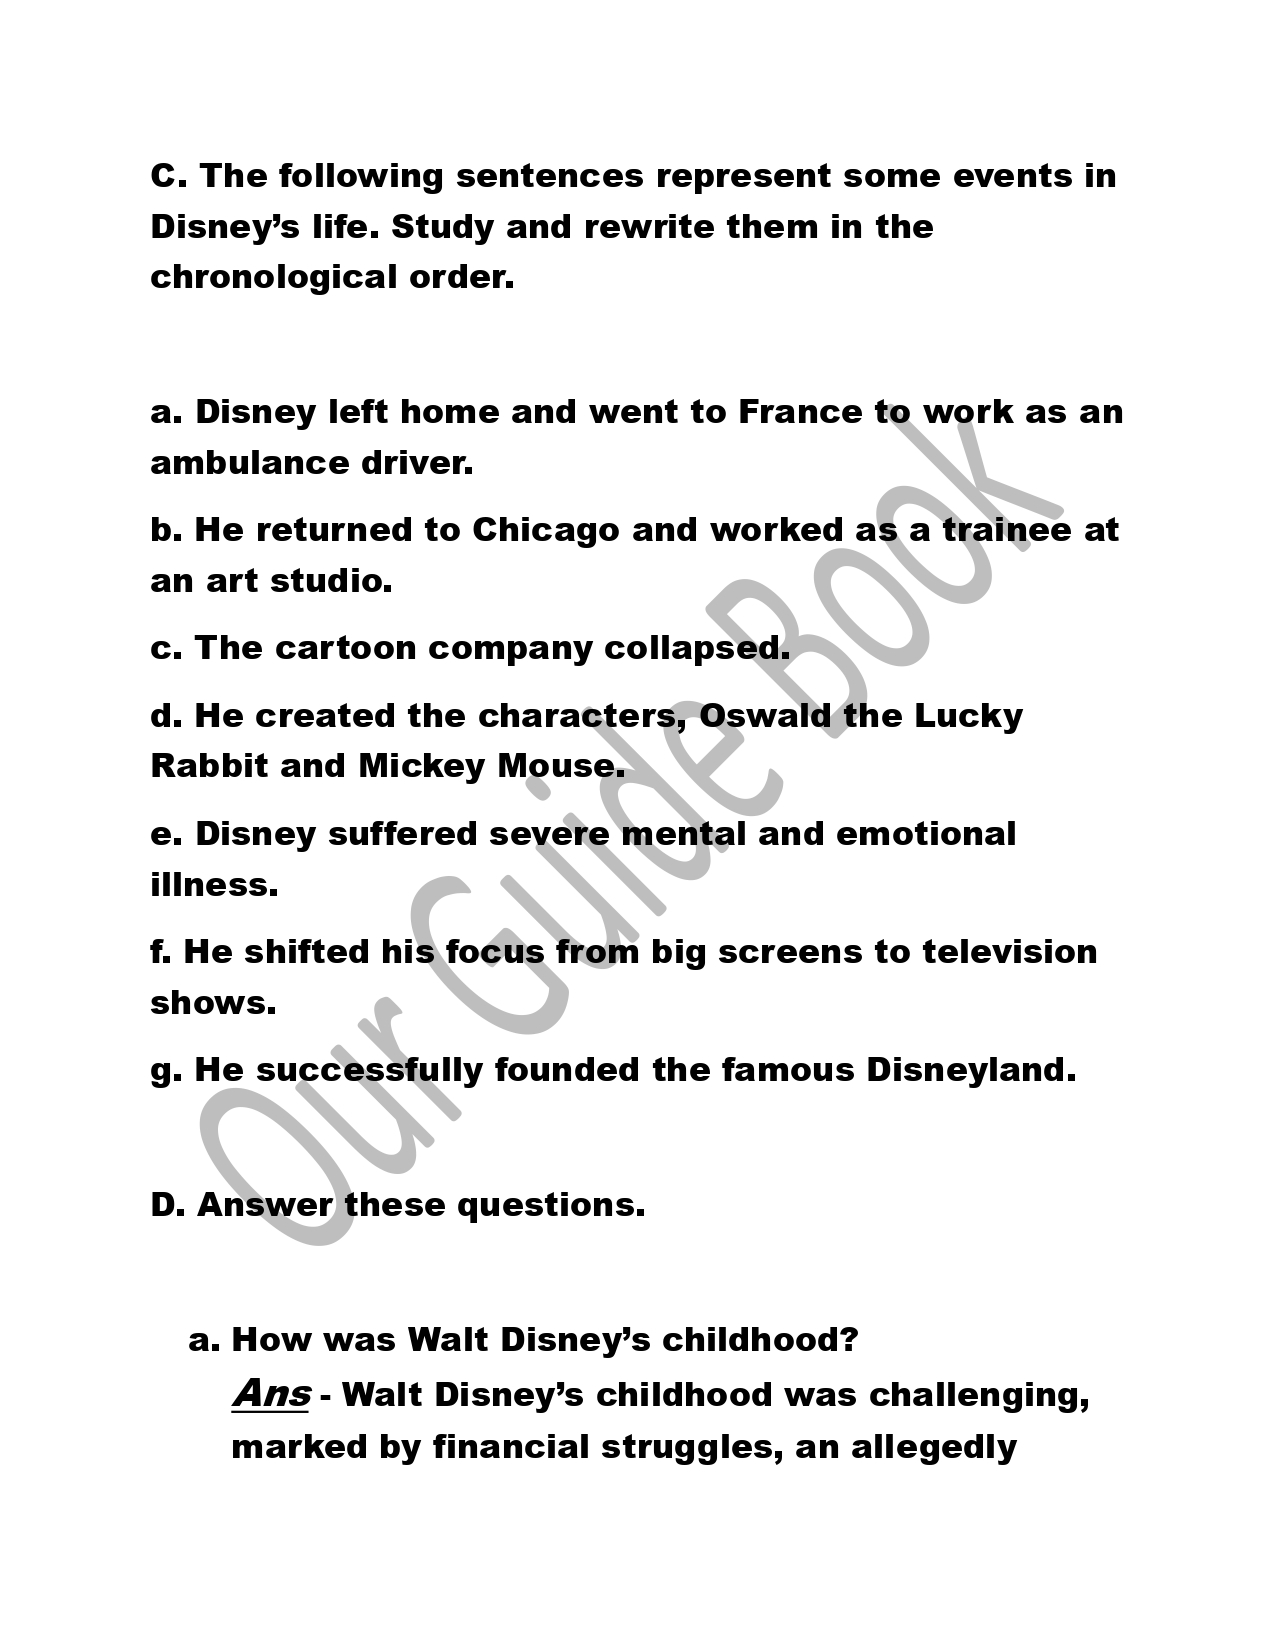 C. The following sentences represent some events in
Disney’s life. Study and rewrite them in the
chronological order.
a. Disney left home and went to France to work as an
ambulance driver.
b. He returned to Chicago and worked as a trainee at
an art studio.
c. The cartoon company collapsed.
d. He created the characters, Oswald the Lucky
Rabbit and Mickey Mouse.
e. Disney suffered severe mental and emotional
illness.
f. He shifted his focus from big screens to television
shows.
g. He successfully founded the famous Disneyland.
D. Answer these questions.
a. How was Walt Disney’s childhood?
Ans - Walt Disney’s childhood was challenging,
marked by financial struggles, an allegedly
Our Guide Book